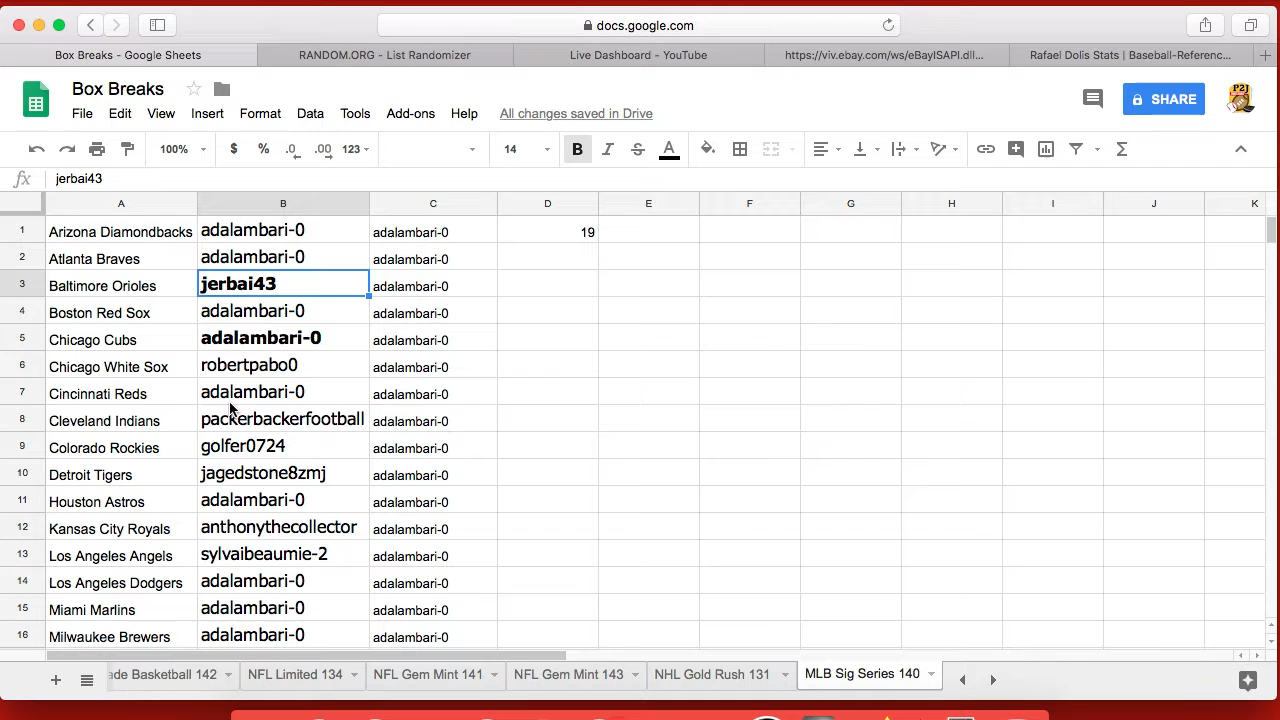 docs.google.com
Box Breaks - Google Sheets
RANDOM.ORG - List Randomizer
Live Dashboard - YouTube
https://viv.ebay.com/ws/eBayISAPI.dll...
Rafael Dolis Stats | Baseball-Referenc...
Box Breaks
File Edit View Insert Format Data Tools Add-ons Help All changes saved in Drive
SHARE
P2J
100% $ % .0 .00 123 14 B I S A
fx jerbai43
A B C D E F G H I J K
1 Arizona Diamondbacks adalambari-0 adalambari-0 19
2 Atlanta Braves adalambari-0 adalambari-0
3 Baltimore Orioles jerbai43 adalambari-0
4 Boston Red Sox adalambari-0 adalambari-0
5 Chicago Cubs adalambari-0 adalambari-0
6 Chicago White Sox robertpabo0 adalambari-0
7 Cincinnati Reds adalambari-0 adalambari-0
8 Cleveland Indians packerbackerfootball adalambari-0
9 Colorado Rockies golfer0724 adalambari-0
10 Detroit Tigers jagedstone8zmj adalambari-0
11 Houston Astros adalambari-0 adalambari-0
12 Kansas City Royals anthonythecollector adalambari-0
13 Los Angeles Angels sylvaibeaumie-2 adalambari-0
14 Los Angeles Dodgers adalambari-0 adalambari-0
15 Miami Marlins adalambari-0 adalambari-0
16 Milwaukee Brewers adalambari-0 adalambari-0
ade Basketball 142 NFL Limited 134 NFL Gem Mint 141 NFL Gem Mint 143 NHL Gold Rush 131 MLB Sig Series 140